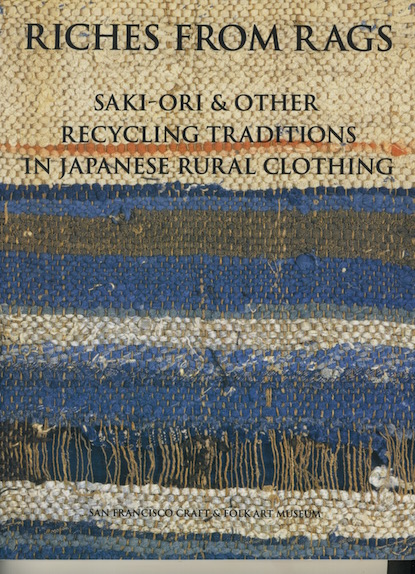 RICHES FROM RAGS
SAKI-ORI & OTHER
RECYCLING TRADITIONS
IN JAPANESE RURAL CLOTHING
SAN FRANCISCO CRAFT & FOLK ART MUSEUM